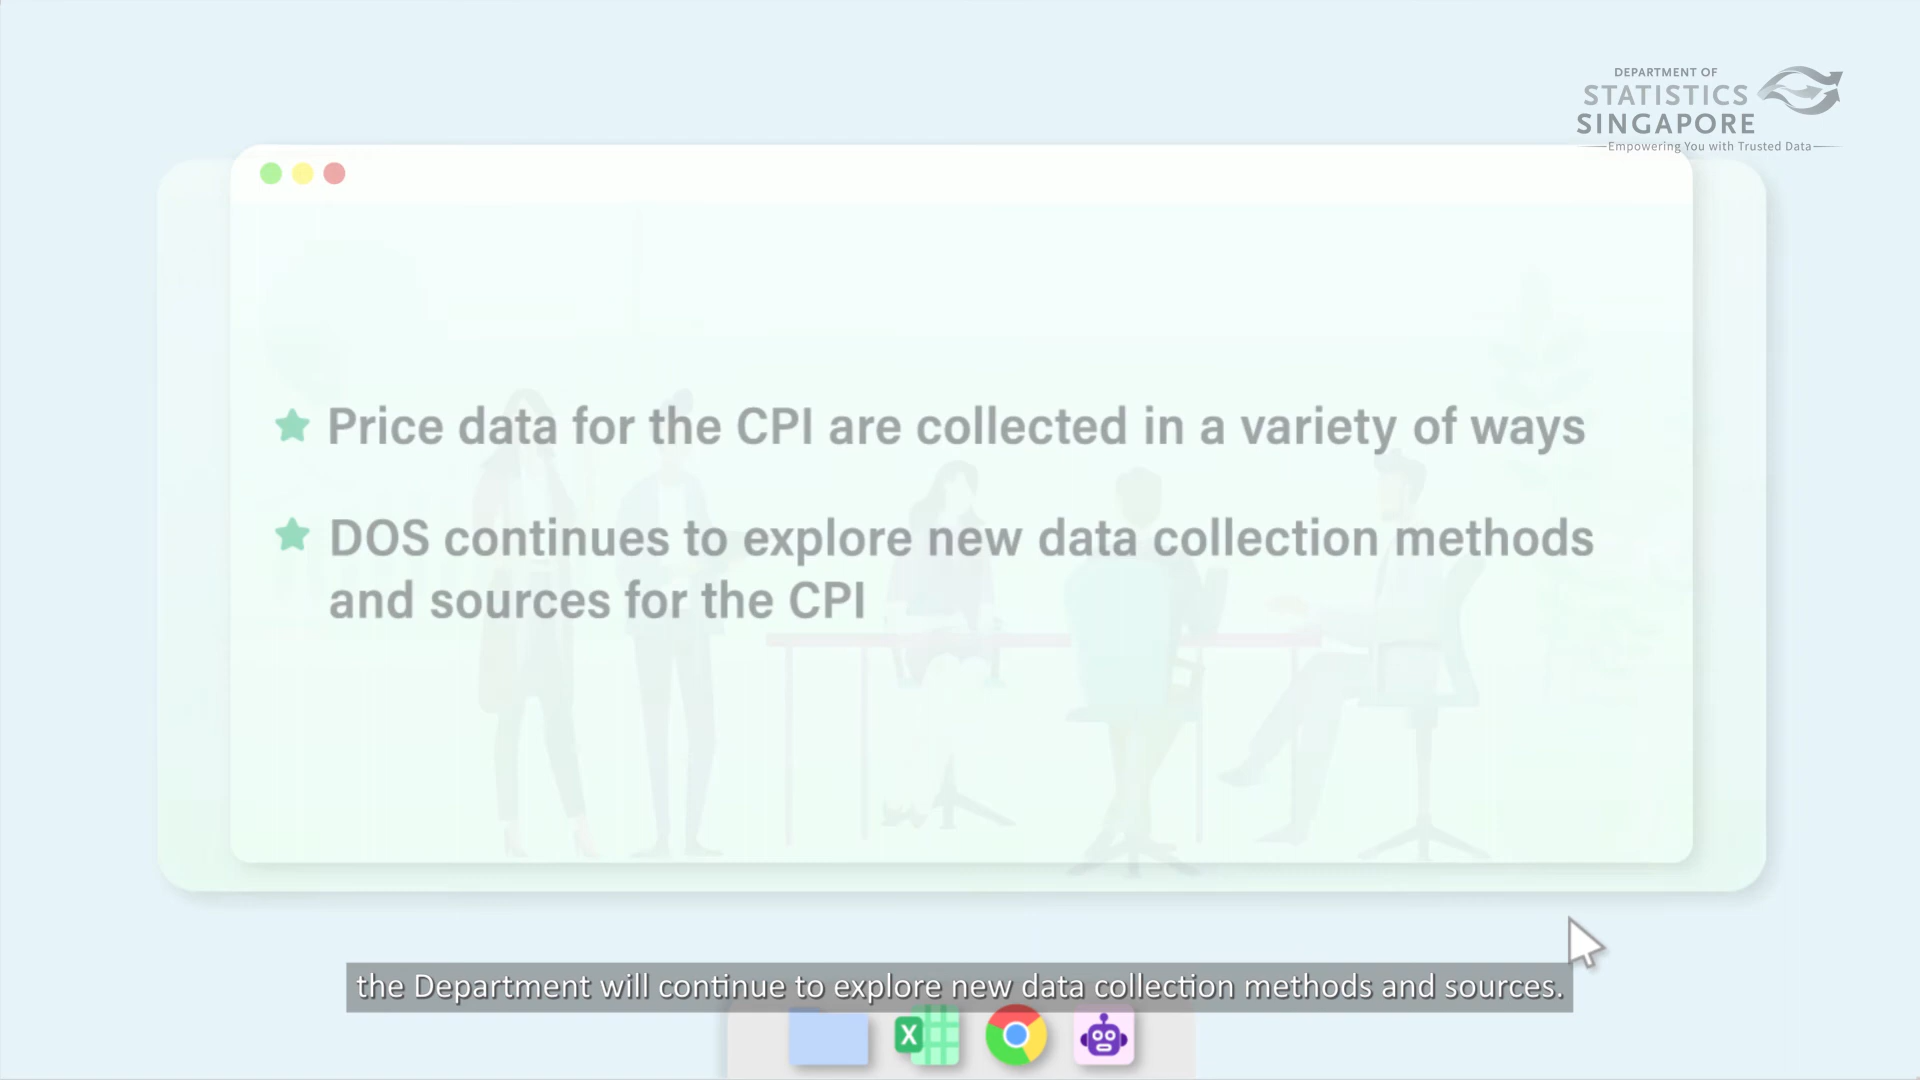 DEPARTMENT OF
STATISTICS
SINGAPORE
Empowering You with Trusted Data
Price data for the CPI are collected in a variety of ways
DOS continues to explore new data collection methods
and sources for the CPI
the Department will continue to explore new data collection methods and sources.
X